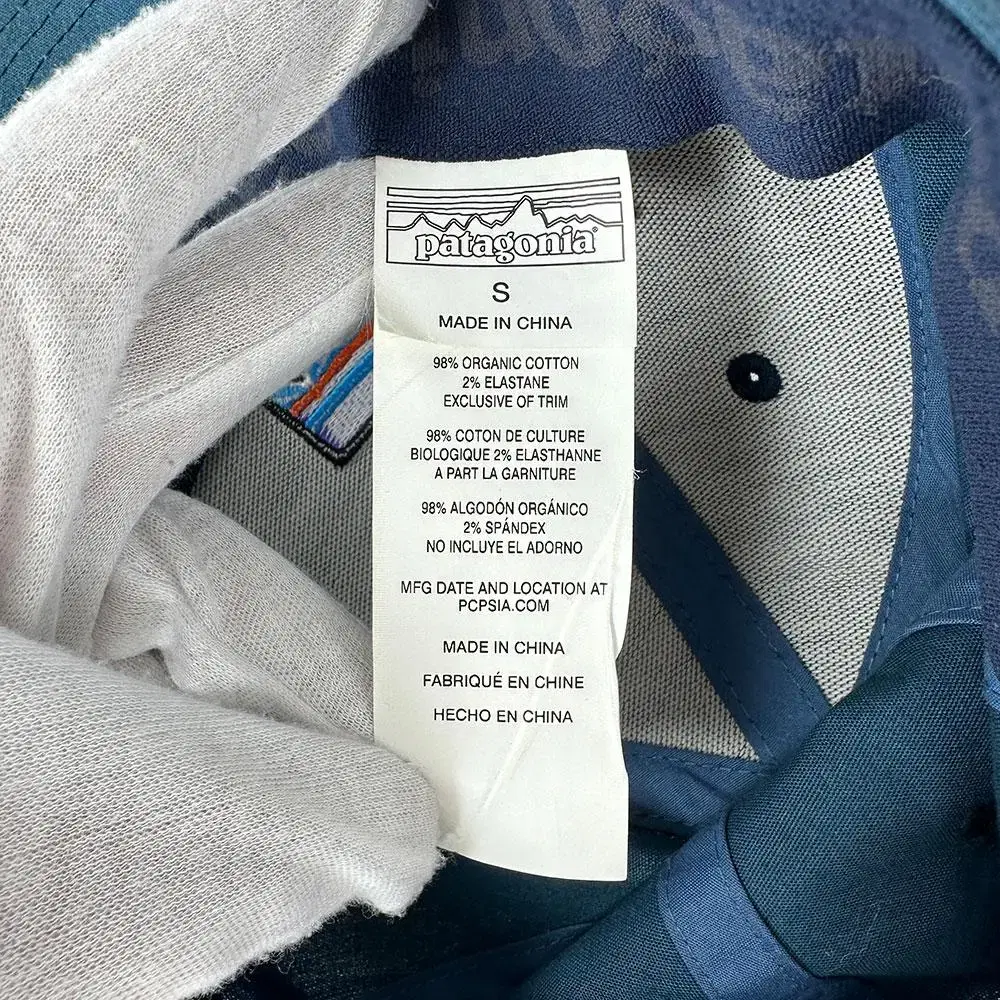 patagonia®
S
MADE IN CHINA
98% ORGANIC COTTON
2% ELASTANE
EXCLUSIVE OF TRIM
98% COTON DE CULTURE
BIOLOGIQUE 2% ELASTHANNE
A PART LA GARNITURE
98% ALGODÓN ORGÁNICO
2% SPÁNDEX
NO INCLUYE EL ADORNO
MFG DATE AND LOCATION AT
PCPSIA.COM
MADE IN CHINA
FABRIQUÉ EN CHINE
HECHO EN CHINA